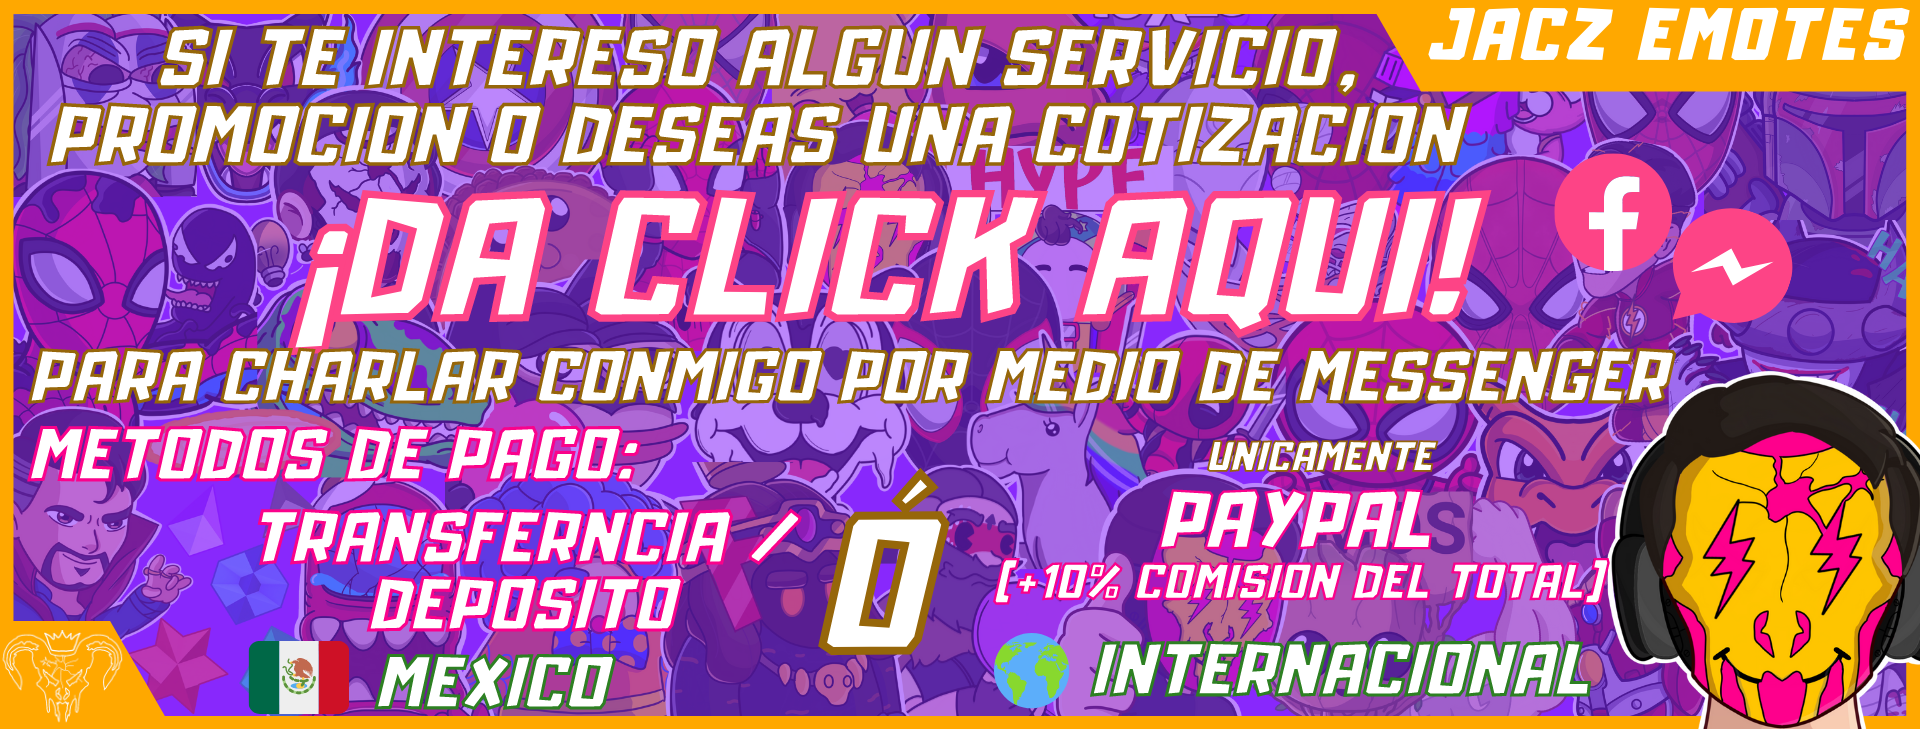 JACZ EMOTES
SI TE INTERESO ALGUN SERVICIO,
PROMOCION O DESEAS UNA COTIZACION
¡DA CLICK AQUI!
PARA CHARLAR CONMIGO POR MEDIO DE MESSENGER
METODOS DE PAGO:
TRANSFERNCIA /
DEPOSITO
MEXICO
Ó
UNICAMENTE
PAYPAL
[+10% COMISION DEL TOTAL]
INTERNACIONAL
HYPE